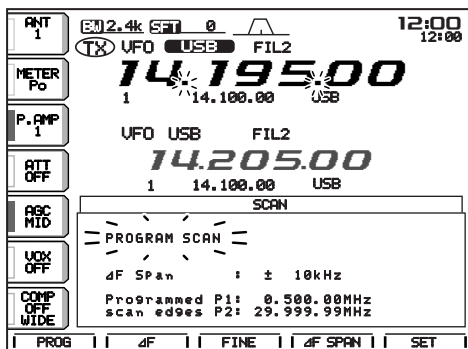 ANT
1
BW 2.4k SFT 0
12:00
12:00
TX VFO USB FIL2
METER
Po
14.195.00
1 14.100.00 USB
P.AMP
1
VFO USB FIL2
ATT
OFF
14.205.00
1 14.100.00 USB
AGC
MID
SCAN
PROGRAM SCAN
VOX
OFF
⊿F SPan : ± 10kHz
COMP
OFF
WIDE
Programmed P1: 0.500.00MHz
scan edges P2: 29.999.99MHz
PROG ⊿F FINE ⊿F SPAN SET